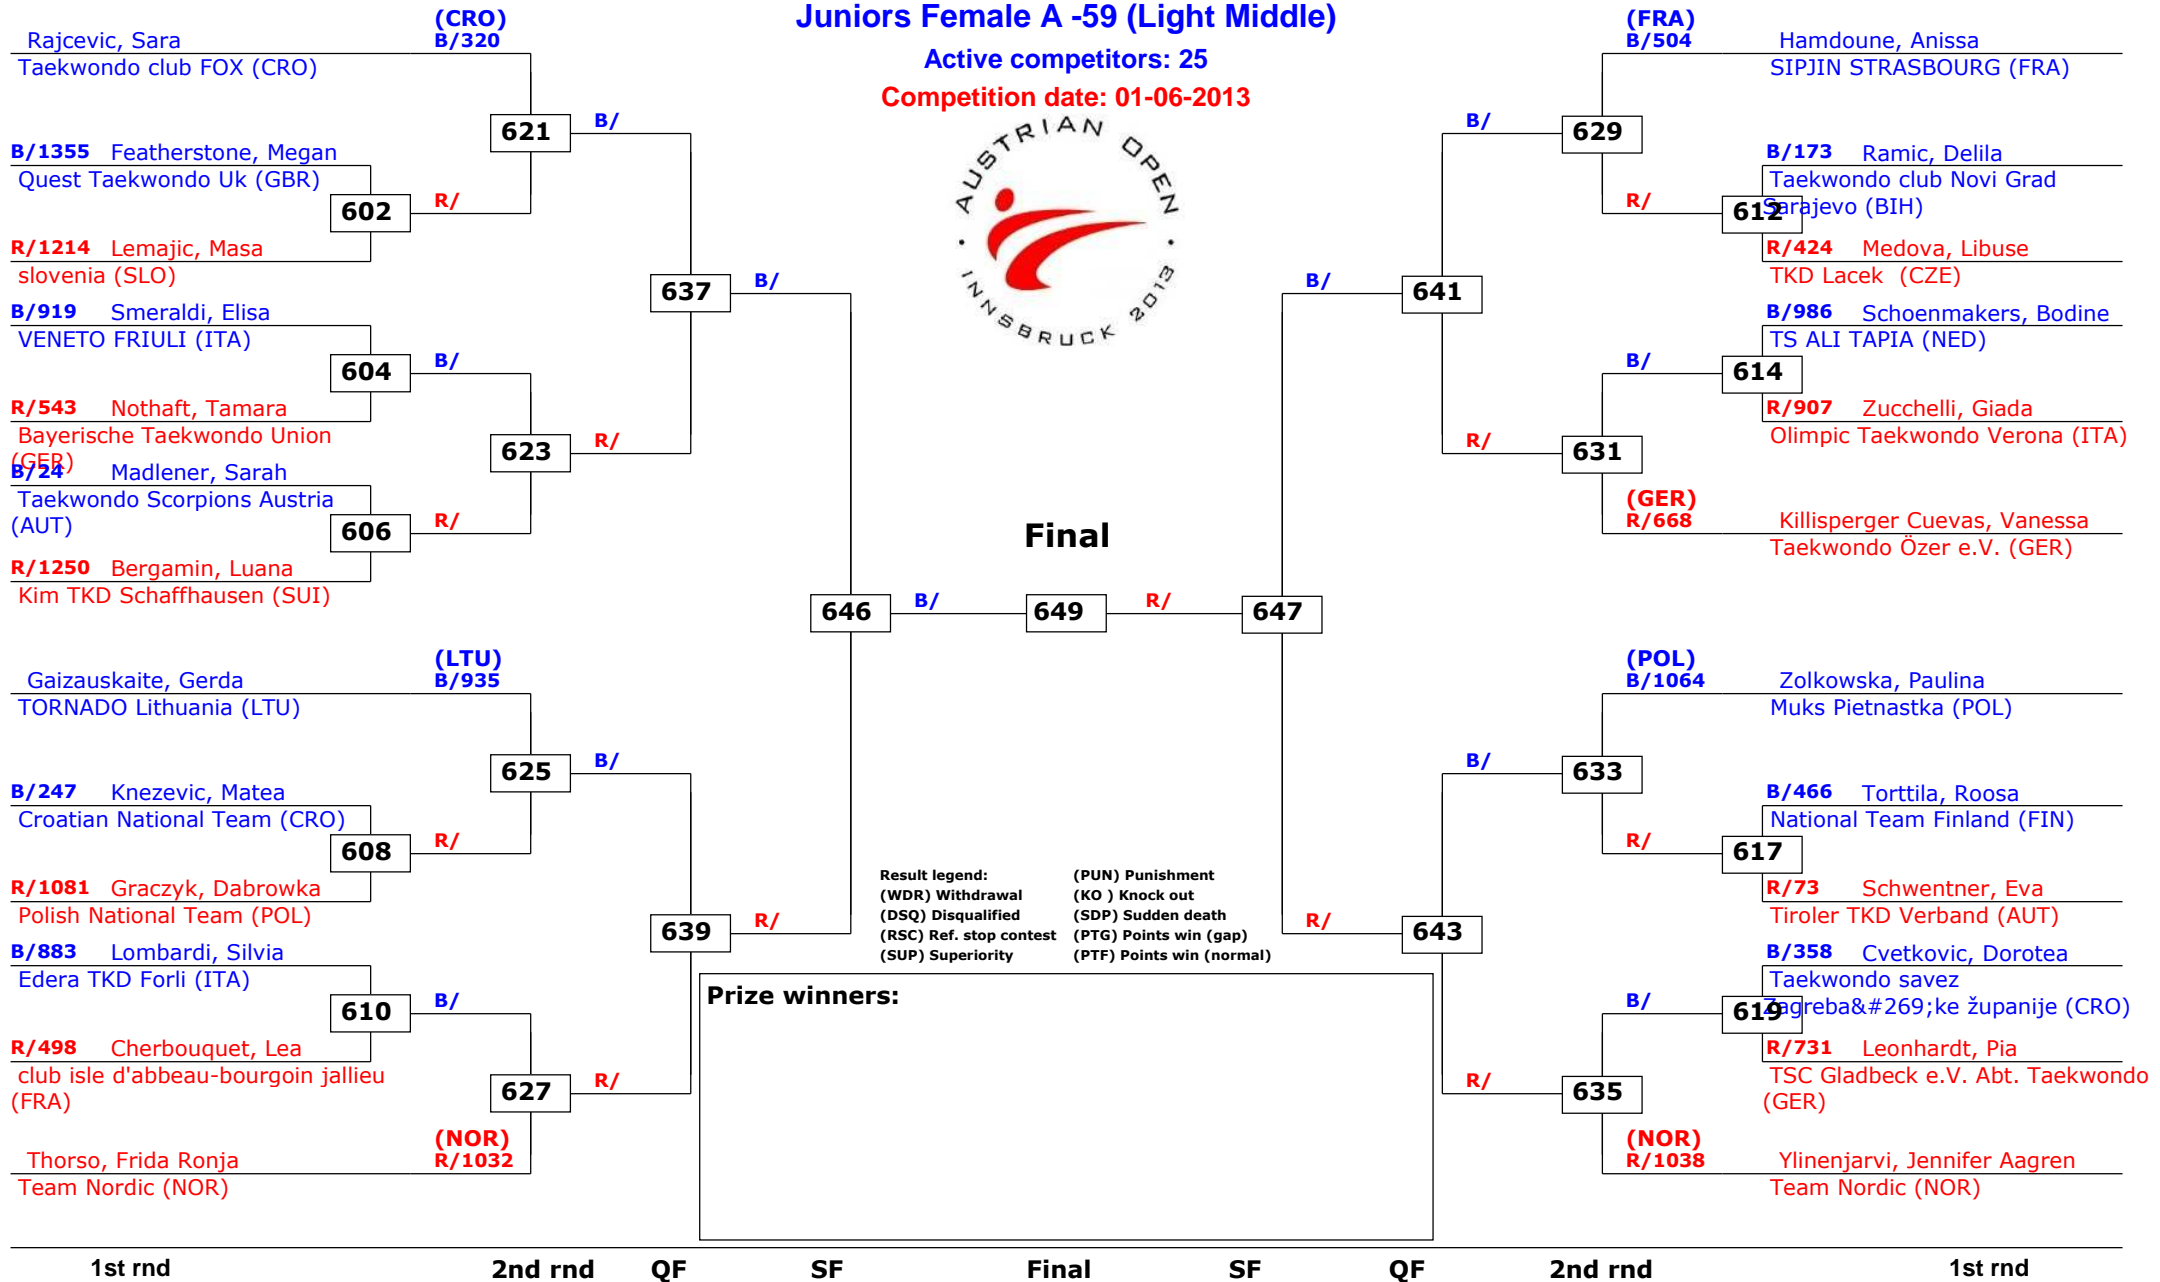 Juniors Female A -59 (Light Middle)
Active competitors: 25
Competition date: 01-06-2013
AUSTRIAN OPEN
· INNSBRUCK 2013 ·
(CRO)
Rajcevic, Sara B/320
Taekwondo club FOX (CRO)
621
B/
B/1355 Featherstone, Megan
Quest Taekwondo Uk (GBR)
602
R/
R/1214 Lemajic, Masa
slovenia (SLO)
637
B/
B/919 Smeraldi, Elisa
VENETO FRIULI (ITA)
604
B/
R/543 Nothaft, Tamara
Bayerische Taekwondo Union
(GER)
623
R/
B/24 Madlener, Sarah
Taekwondo Scorpions Austria
(AUT)
606
R/
R/1250 Bergamin, Luana
Kim TKD Schaffhausen (SUI)
646
B/
(LTU)
Gaizauskaite, Gerda B/935
TORNADO Lithuania (LTU)
625
B/
B/247 Knezevic, Matea
Croatian National Team (CRO)
608
R/
R/1081 Graczyk, Dabrowka
Polish National Team (POL)
639
R/
B/883 Lombardi, Silvia
Edera TKD Forli (ITA)
610
B/
R/498 Cherbouquet, Lea
club isle d'abbeau-bourgoin jallieu
(FRA)
627
R/
(NOR)
Thorso, Frida Ronja R/1032
Team Nordic (NOR)
Final
649
R/
647
(FRA)
B/504 Hamdoune, Anissa
SIPJIN STRASBOURG (FRA)
B/
629
B/173 Ramic, Delila
Taekwondo club Novi Grad
Sarajevo (BIH)
R/
612
R/424 Medova, Libuse
TKD Lacek (CZE)
B/
641
B/986 Schoenmakers, Bodine
TS ALI TAPIA (NED)
B/
614
R/907 Zucchelli, Giada
Olimpic Taekwondo Verona (ITA)
R/
631
(GER)
R/668 Killisperger Cuevas, Vanessa
Taekwondo Özer e.V. (GER)
(POL)
B/1064 Zolkowska, Paulina
Muks Pietnastka (POL)
B/
633
B/466 Torttila, Roosa
National Team Finland (FIN)
R/
617
R/73 Schwentner, Eva
Tiroler TKD Verband (AUT)
R/
643
B/358 Cvetkovic, Dorotea
Taekwondo savez
Zagreba&#269;ke županije (CRO)
B/
619
R/731 Leonhardt, Pia
TSC Gladbeck e.V. Abt. Taekwondo
(GER)
R/
635
(NOR)
R/1038 Ylinenjarvi, Jennifer Aagren
Team Nordic (NOR)
Result legend: (PUN) Punishment
(WDR) Withdrawal (KO ) Knock out
(DSQ) Disqualified (SDP) Sudden death
(RSC) Ref. stop contest (PTG) Points win (gap)
(SUP) Superiority (PTF) Points win (normal)
Prize winners:
1st rnd 2nd rnd QF SF Final SF QF 2nd rnd 1st rnd